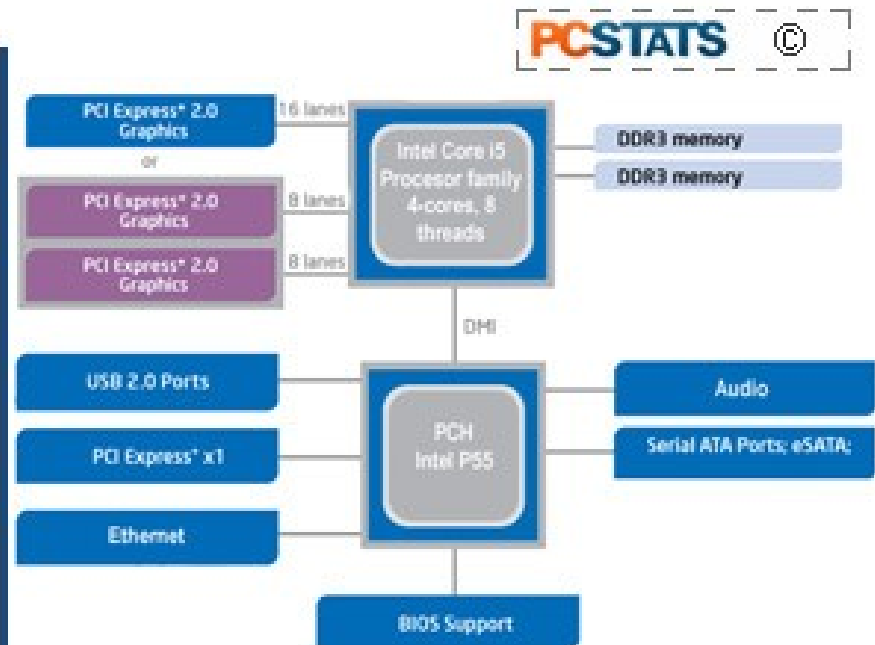 PCSTATS ©
PCI Express* 2.0
Graphics
16 lanes
or
PCI Express* 2.0
Graphics
8 lanes
PCI Express* 2.0
Graphics
8 lanes
Intel Core i5
Procesor family
4-cores, 8
threads
DDR3 memory
DDR3 memory
DMI
USB 2.0 Ports
PCI Express* x1
Ethernet
PCH
Intel P55
Audio
Serial ATA Ports; eSATA;
BIOS Support